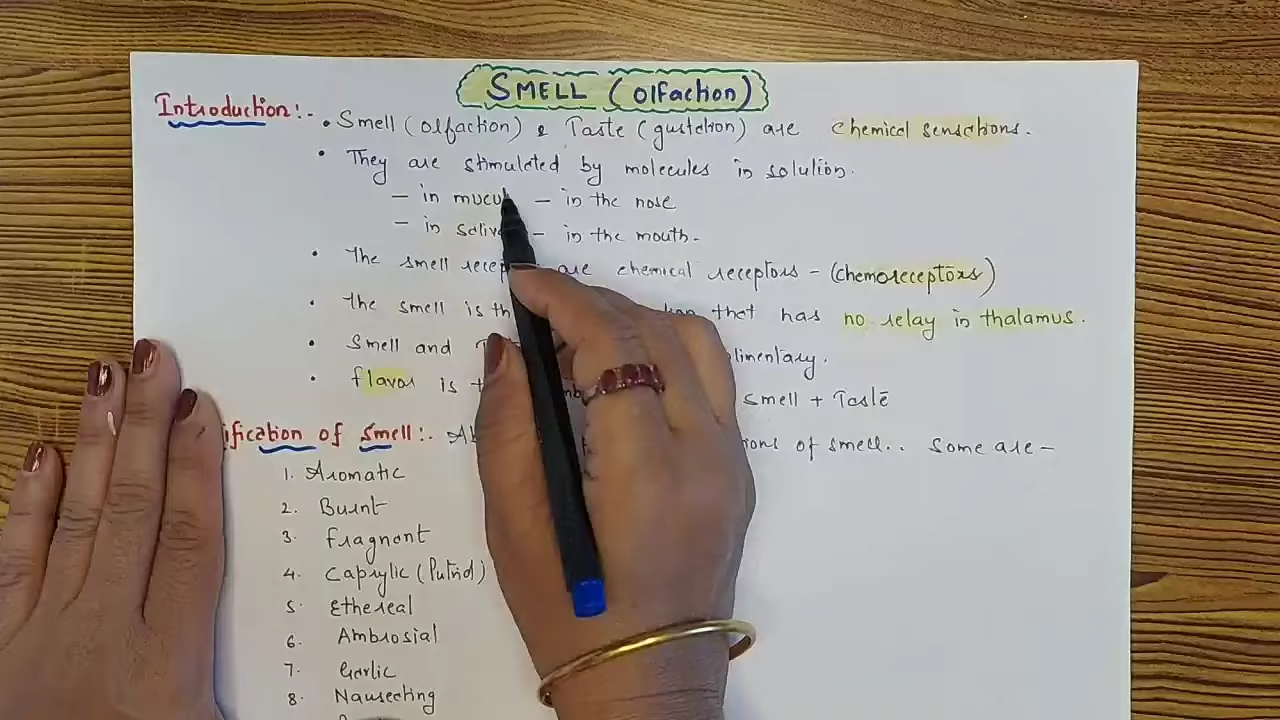 SMELL (Olfaction)
Introduction:-
• Smell (olfaction) & Taste (gustation) are chemical sensations.
• They are stimulated by molecules in solution.
– in mucu – in the nose
– in saliva – in the mouth.
• The smell recep are chemical receptors - (chemoreceptors)
• The smell is th that has no relay in thalamus.
• Smell and
• flavor is Smell + Taste
ification of Smell:- of smell.. Some are –
1. Aromatic
2. Burnt
3. fragnant
4. Caprylic (Putrid)
5. Ethereal
6. Ambrosial
7. Garlic
8. Nauseating